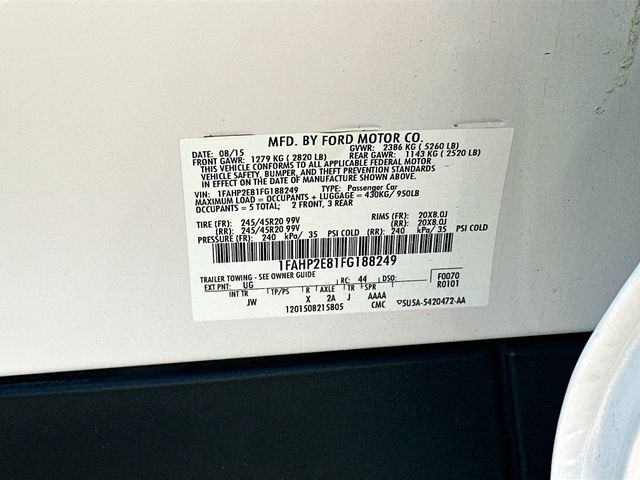 MFD. BY FORD MOTOR CO.
DATE: 08/15 GVWR: 2386 KG ( 5260 LB)
FRONT GAWR: 1279 KG ( 2820 LB) REAR GAWR: 1143 KG ( 2520 LB)
THIS VEHICLE CONFORMS TO ALL APPLICABLE FEDERAL MOTOR
VEHICLE SAFETY, BUMPER, AND THEFT PREVENTION STANDARDS
IN EFFECT ON THE DATE OF MANUFACTURE SHOWN ABOVE.
VIN: 1FAHP2E81FG188249 TYPE: Passenger Car
MAXIMUM LOAD = OCCUPANTS + LUGGAGE = 430KG/ 950LB
OCCUPANTS = 5 TOTAL; 2 FRONT, 3 REAR
TIRE (FR): 245/45R20 99V RIMS (FR): 20X8.0J
(RR): 245/45R20 99V (RR): 20X8.0J
PRESSURE (FR): 240 kPa/ 35 PSI COLD (RR): 240 kPa/ 35 PSI COLD
1FAHP2E81FG188249
TRAILER TOWING - SEE OWNER GUIDE
EXT PNT: UG RC: 44 DSO: F0070
R0101
INT TR TP/PS R AXLE TR SPR
JW X 2A J AAAA
1201508215805 CMC ▽5U5A-5420472-AA